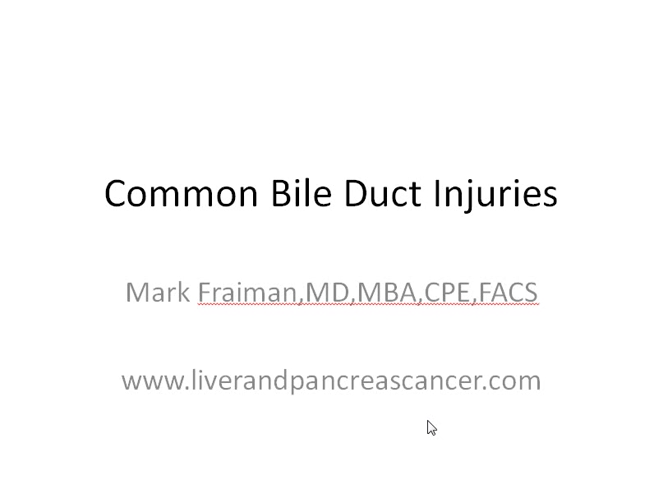 Common Bile Duct Injuries
Mark Fraiman,MD,MBA,CPE,FACS
www.liverandpancreascancer.com